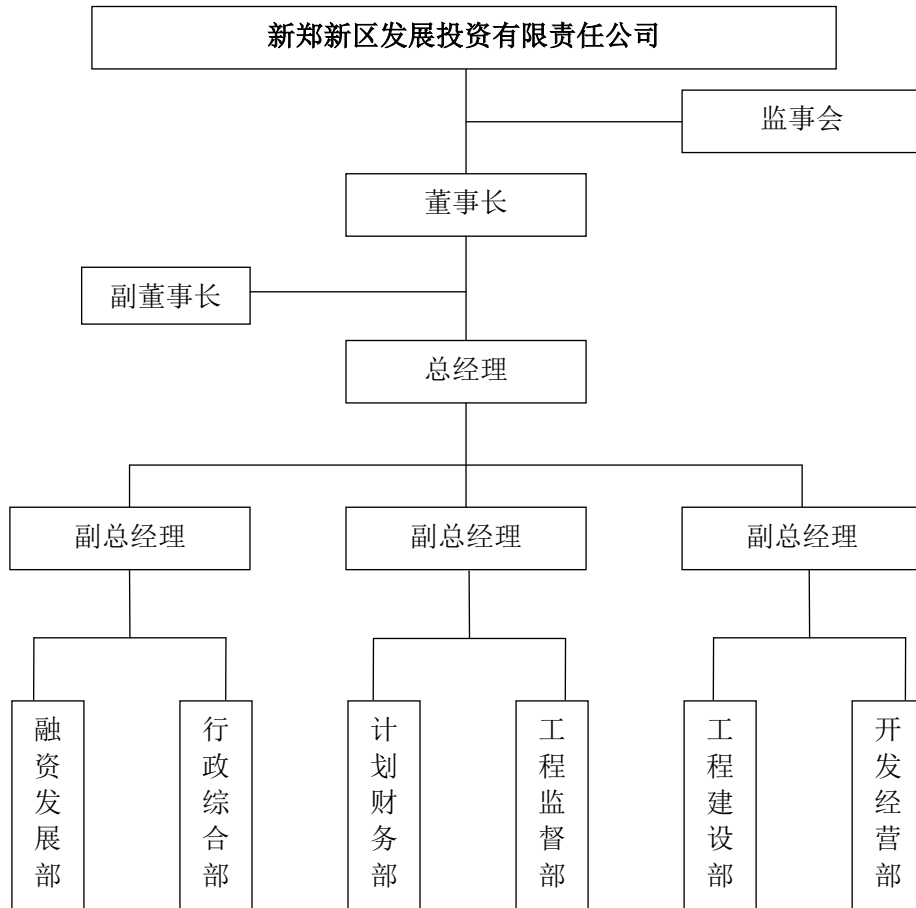 新郑新区发展投资有限责任公司
监事会
董事长
副董事长
总经理
副总经理
副总经理
副总经理
融资发展部
行政综合部
计划财务部
工程监督部
工程建设部
开发经营部